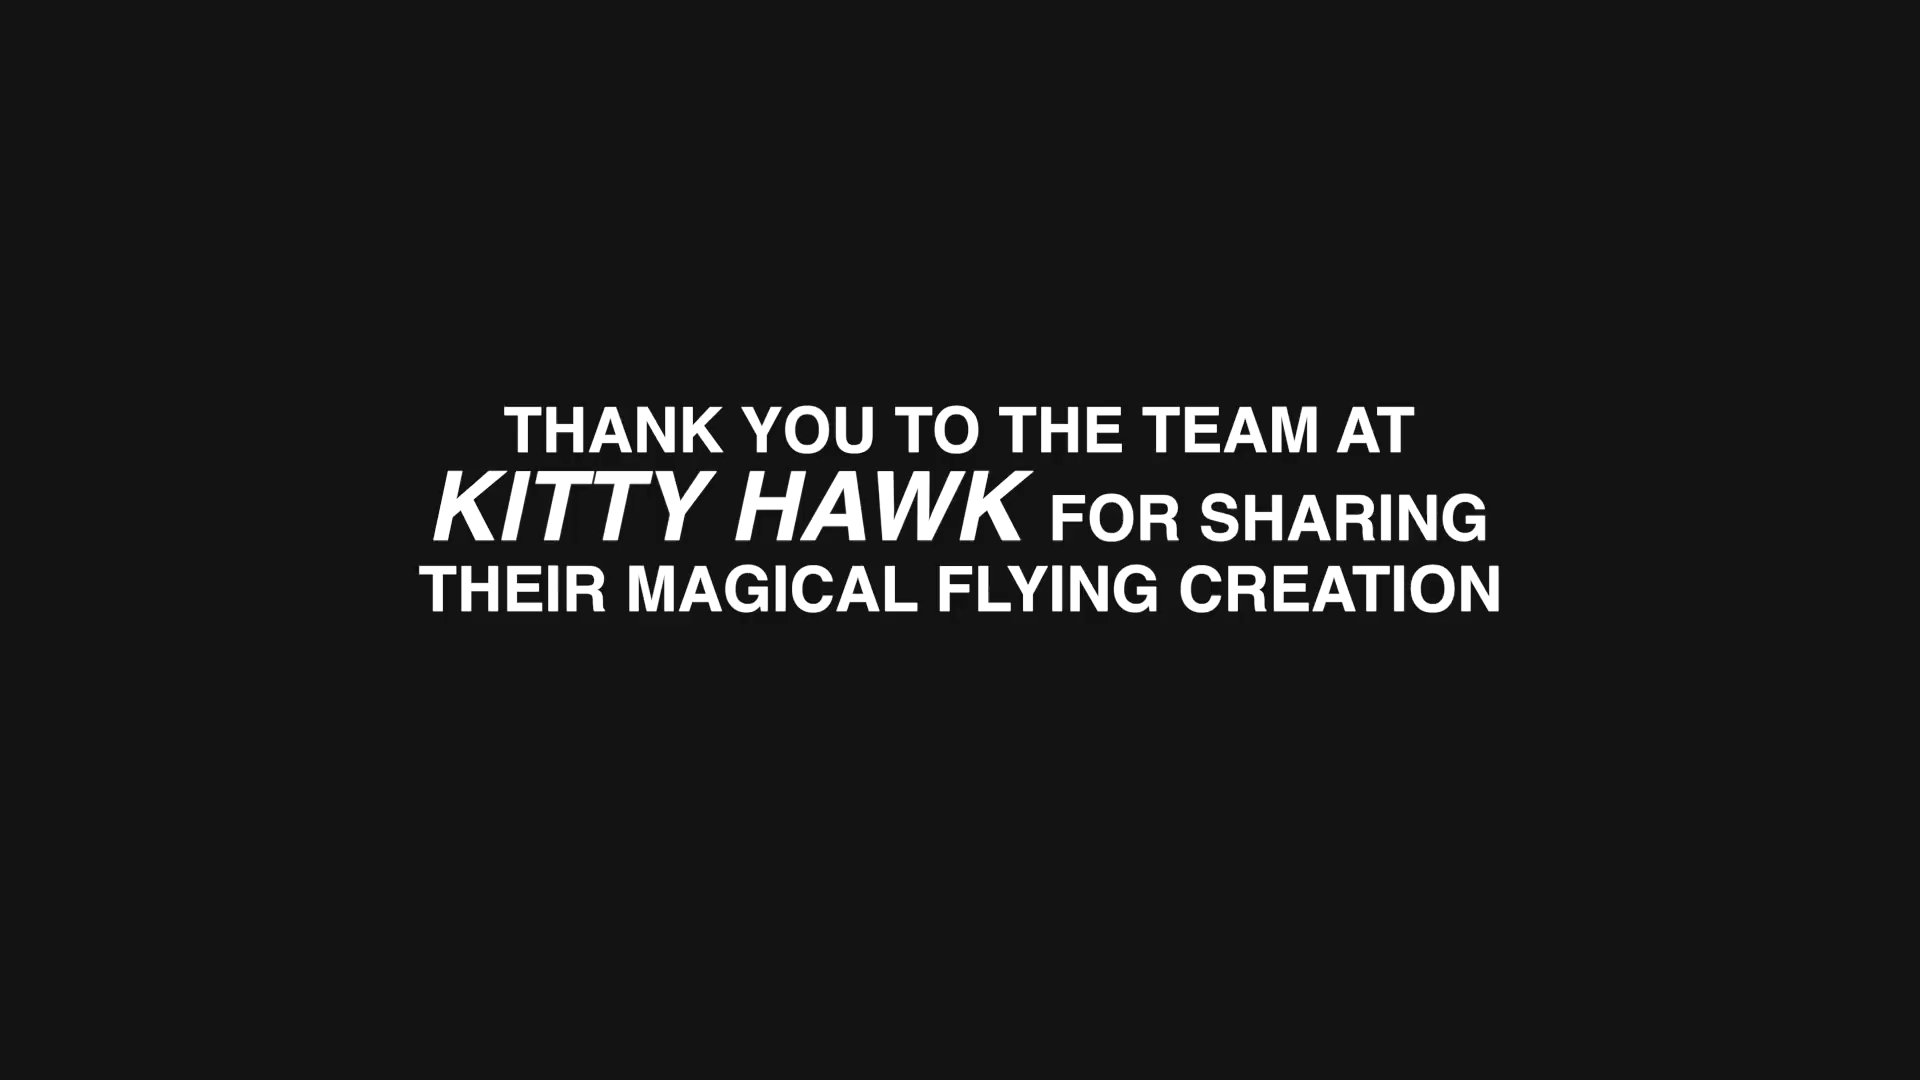 THANK YOU TO THE TEAM AT
KITTY HAWK FOR SHARING
THEIR MAGICAL FLYING CREATION